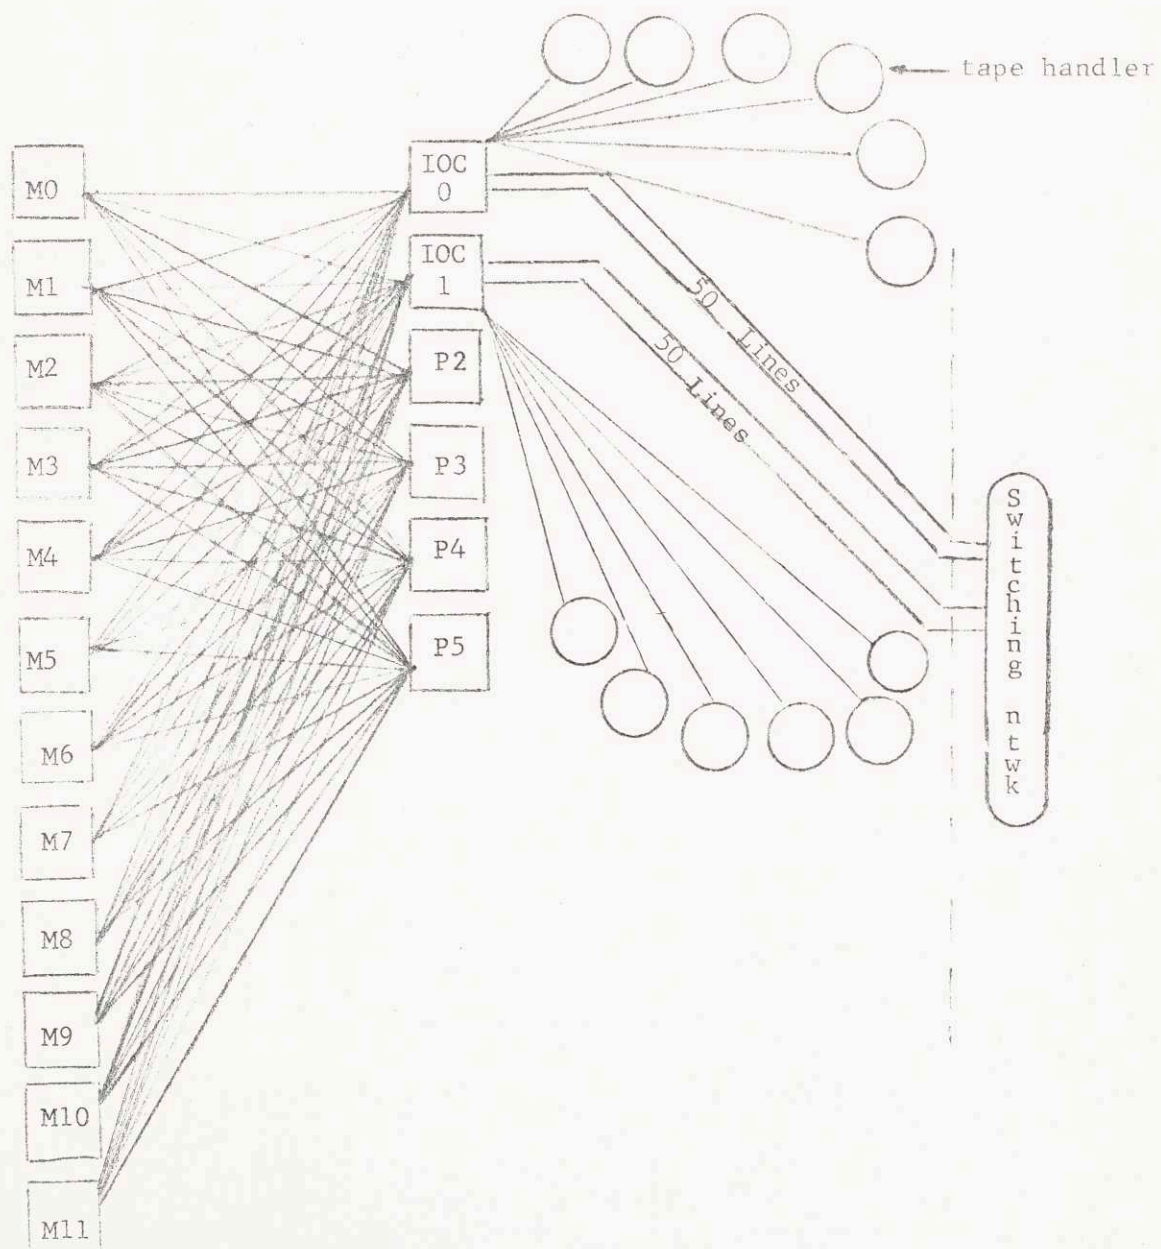 tape handler
IOC
0
IOC
1
P2
P3
P4
P5
M0
M1
M2
M3
M4
M5
M6
M7
M8
M9
M10
M11
50 Lines
50 Lines
Switching ntwk